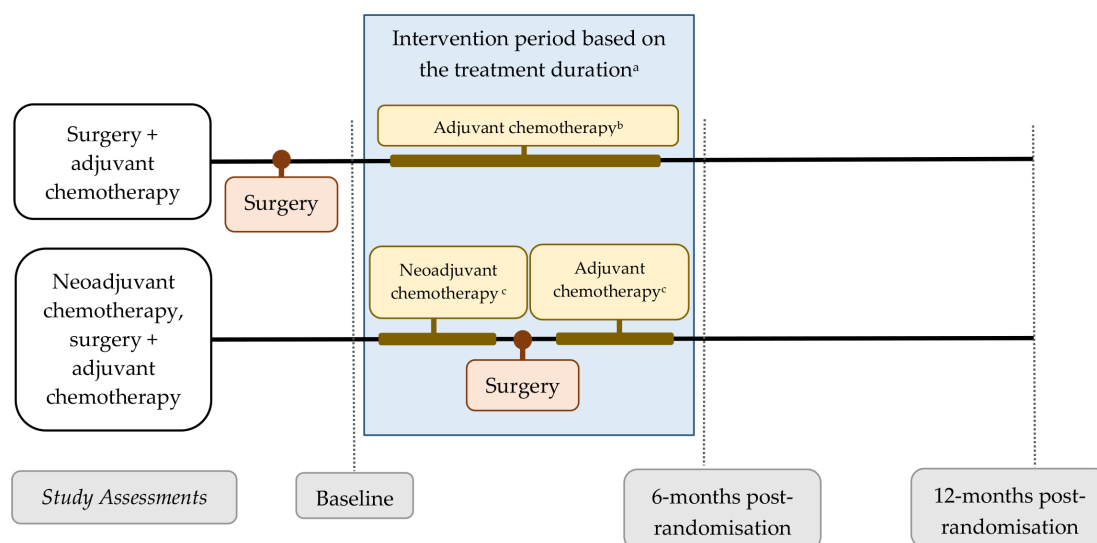 Intervention period based on
the treatment durationᵃ
Surgery +
adjuvant
chemotherapy
Adjuvant chemotherapyᵇ
Surgery
Neoadjuvant
chemotherapy,
surgery +
adjuvant
chemotherapy
Neoadjuvant
chemotherapy ᶜ
Adjuvant
chemotherapyᶜ
Surgery
Study Assessments
Baseline
6-months post-
randomisation
12-months post-
randomisation